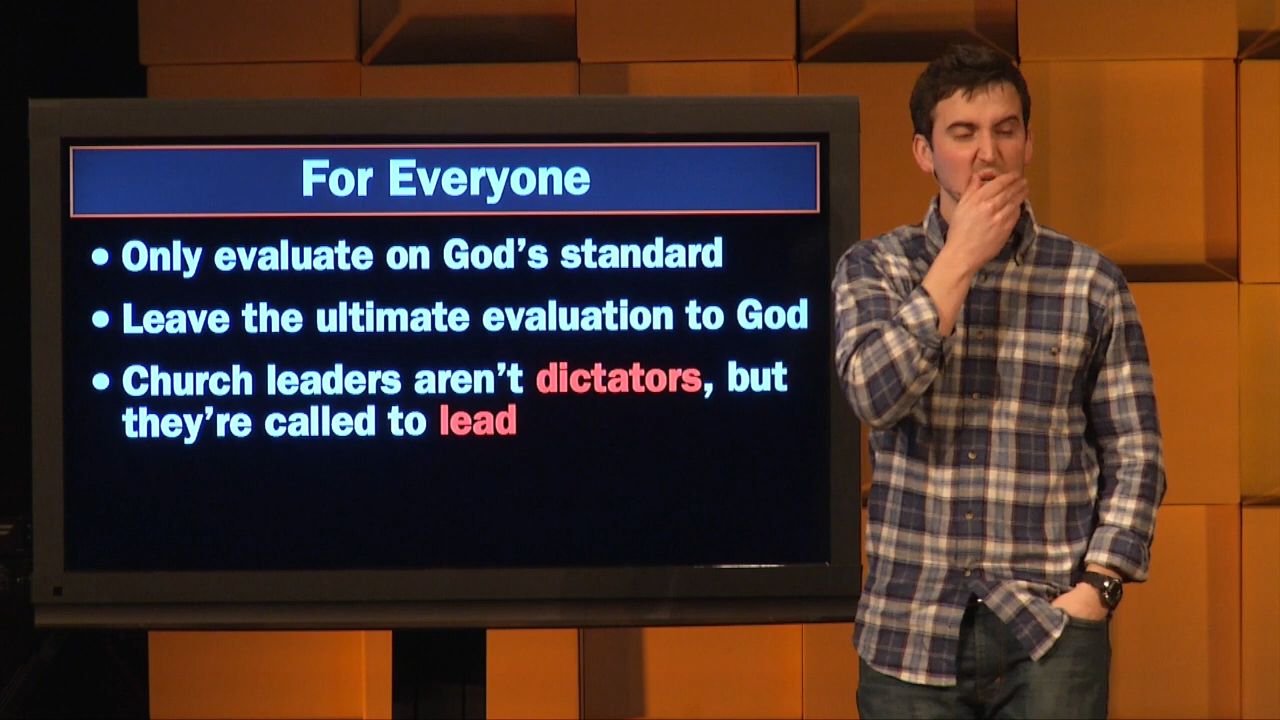 For Everyone
• Only evaluate on God’s standard
• Leave the ultimate evaluation to God
• Church leaders aren’t dictators, but
they’re called to lead